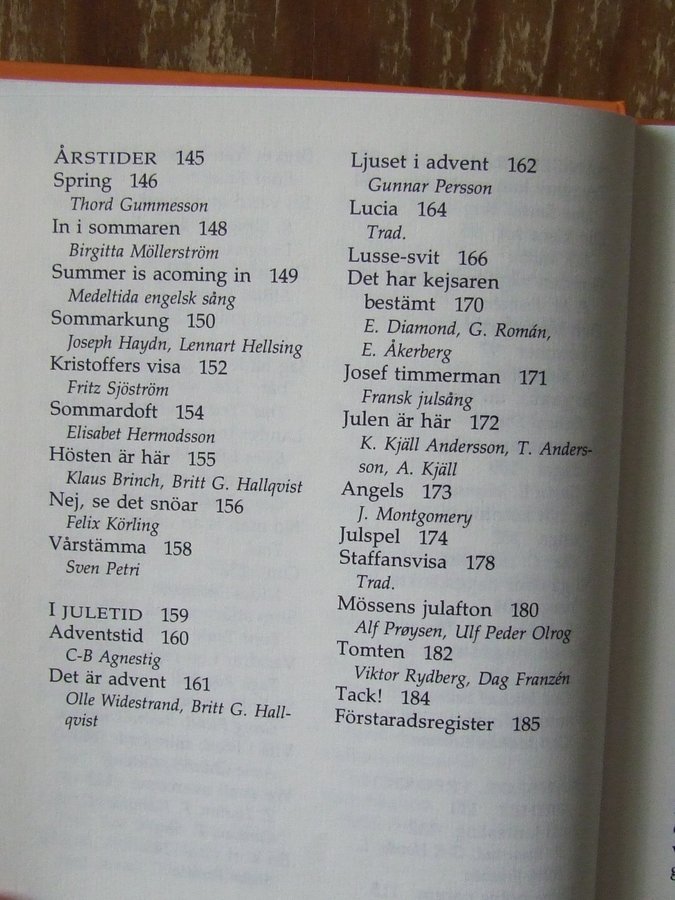 ÅRSTIDER 145
Spring 146
Thord Gummesson
In i sommaren 148
Birgitta Möllerström
Summer is acoming in 149
Medeltida engelsk sång
Sommarkung 150
Joseph Haydn, Lennart Hellsing
Kristoffers visa 152
Fritz Sjöström
Sommardoft 154
Elisabet Hermodsson
Hösten är här 155
Klaus Brinch, Britt G. Hallqvist
Nej, se det snöar 156
Felix Körling
Vårstämma 158
Sven Petri
I JULETID 159
Adventstid 160
C-B Agnestig
Det är advent 161
Olle Widestrand, Britt G. Hall-
qvist
Ljuset i advent 162
Gunnar Persson
Lucia 164
Trad.
Lusse-svit 166
Det har kejsaren
bestämt 170
E. Diamond, G. Román,
E. Åkerberg
Josef timmerman 171
Fransk julsång
Julen är här 172
K. Kjäll Andersson, T. Anders-
son, A. Kjäll
Angels 173
J. Montgomery
Julspel 174
Staffansvisa 178
Trad.
Mössens julafton 180
Alf Prøysen, Ulf Peder Olrog
Tomten 182
Viktor Rydberg, Dag Franzén
Tack! 184
Förstaradsregister 185